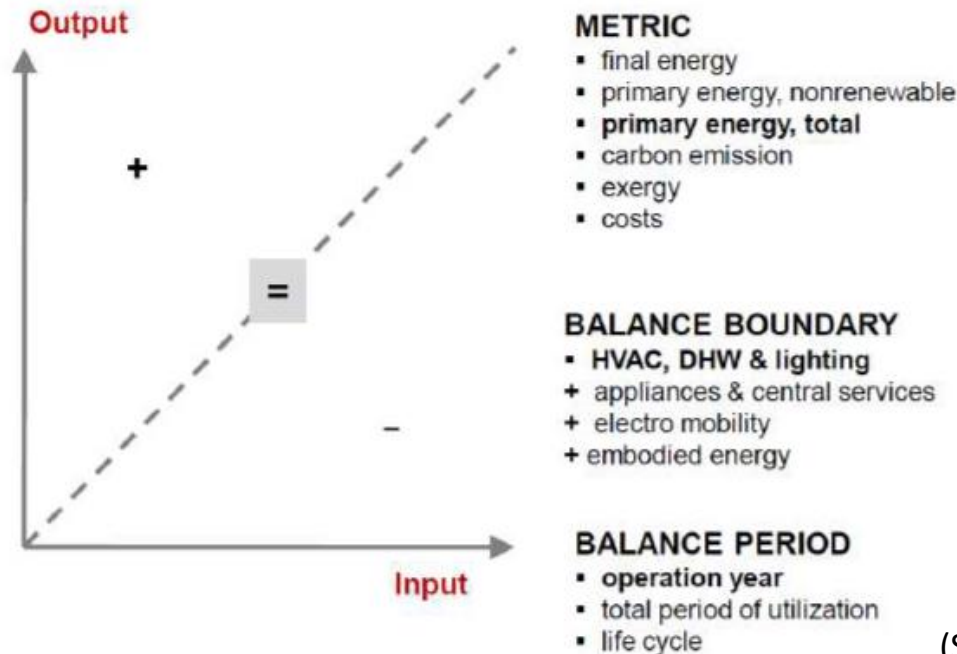 Output
+
=
−
Input
METRIC
▪ final energy
▪ primary energy, nonrenewable
▪ primary energy, total
▪ carbon emission
▪ exergy
▪ costs
BALANCE BOUNDARY
▪ HVAC, DHW & lighting
+ appliances & central services
+ electro mobility
+ embodied energy
BALANCE PERIOD
▪ operation year
▪ total period of utilization
▪ life cycle